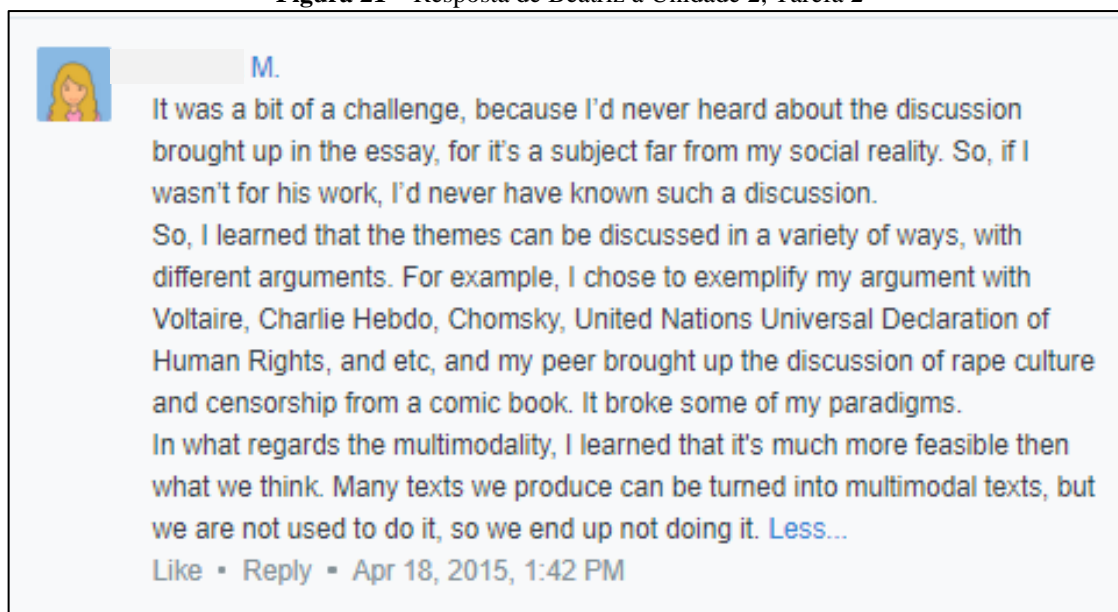 Figura 21 – Resposta de Beatriz à Unidade 2, Tarefa 2
M.
It was a bit of a challenge, because I'd never heard about the discussion
brought up in the essay, for it's a subject far from my social reality. So, if I
wasn't for his work, I'd never have known such a discussion.
So, I learned that the themes can be discussed in a variety of ways, with
different arguments. For example, I chose to exemplify my argument with
Voltaire, Charlie Hebdo, Chomsky, United Nations Universal Declaration of
Human Rights, and etc, and my peer brought up the discussion of rape culture
and censorship from a comic book. It broke some of my paradigms.
In what regards the multimodality, I learned that it's much more feasible then
what we think. Many texts we produce can be turned into multimodal texts, but
we are not used to do it, so we end up not doing it. Less...
Like ▪ Reply ▪ Apr 18, 2015, 1:42 PM